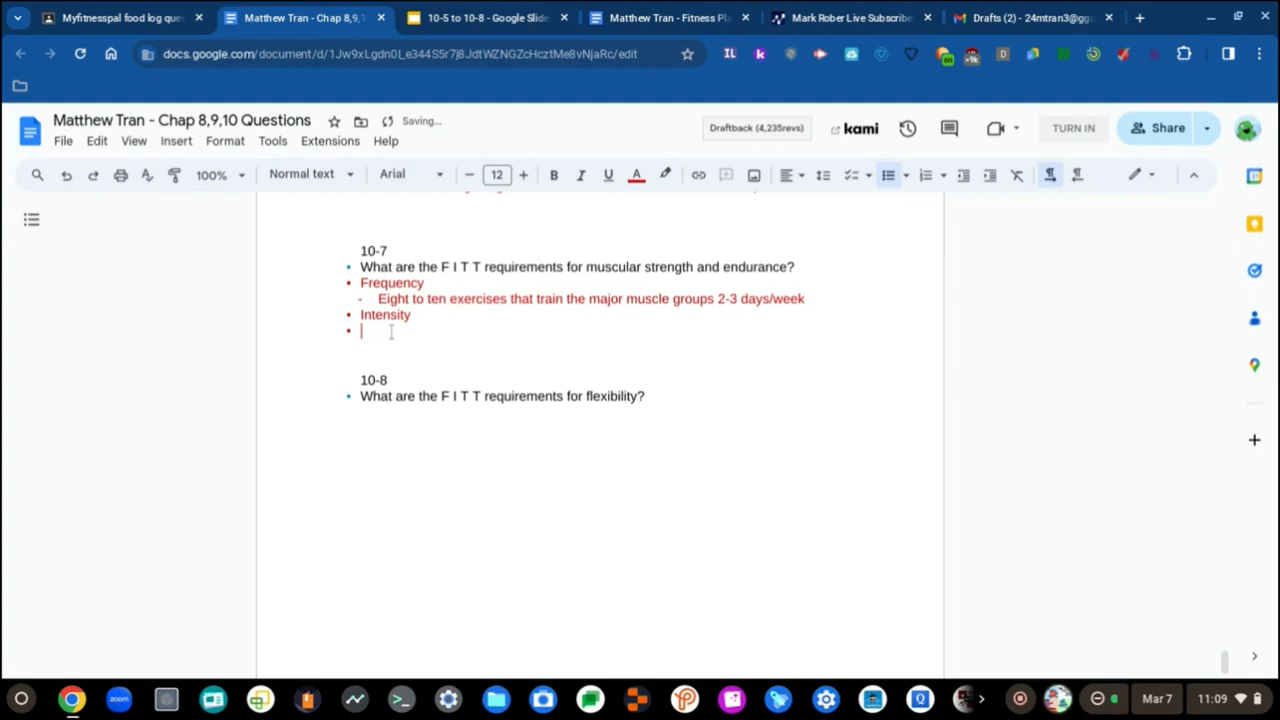 Myfitnesspal food log que
Matthew Tran - Chap 8,9,1
10-5 to 10-8 - Google Slide
Matthew Tran - Fitness Pl
Mark Rober Live Subscribe
Drafts (2) - 24mtran3@ggu
docs.google.com/document/d/1Jw9xLgdn0l_e344S5r7j8JdtWZNGZcHcztMe8vNjaRc/edit
Matthew Tran - Chap 8,9,10 Questions
Saving...
Draftback (4,235revs)
kami
TURN IN
Share
File Edit View Insert Format Tools Extensions Help
100% Normal text Arial 12
10-7
• What are the F I T T requirements for muscular strength and endurance?
• Frequency
- Eight to ten exercises that train the major muscle groups 2-3 days/week
• Intensity
•
10-8
• What are the F I T T requirements for flexibility?
zoom
Mar 7
11:09